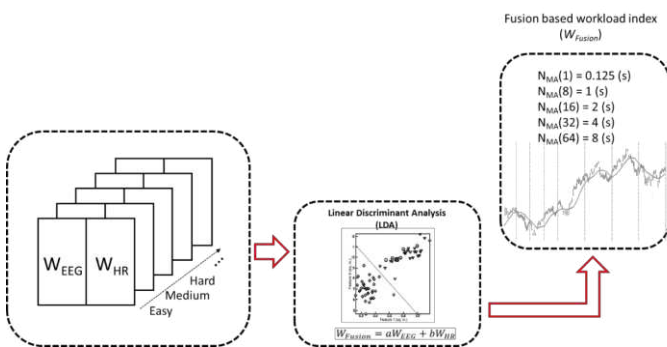 Fusion based workload index
(W_Fusion)
N_MA(1) = 0.125 (s)
N_MA(8) = 1 (s)
N_MA(16) = 2 (s)
N_MA(32) = 4 (s)
N_MA(64) = 8 (s)
W_EEG W_HR
Hard
Medium
Easy
...
Linear Discriminant Analysis
(LDA)
W_Fusion = aW_EEG + bW_HR